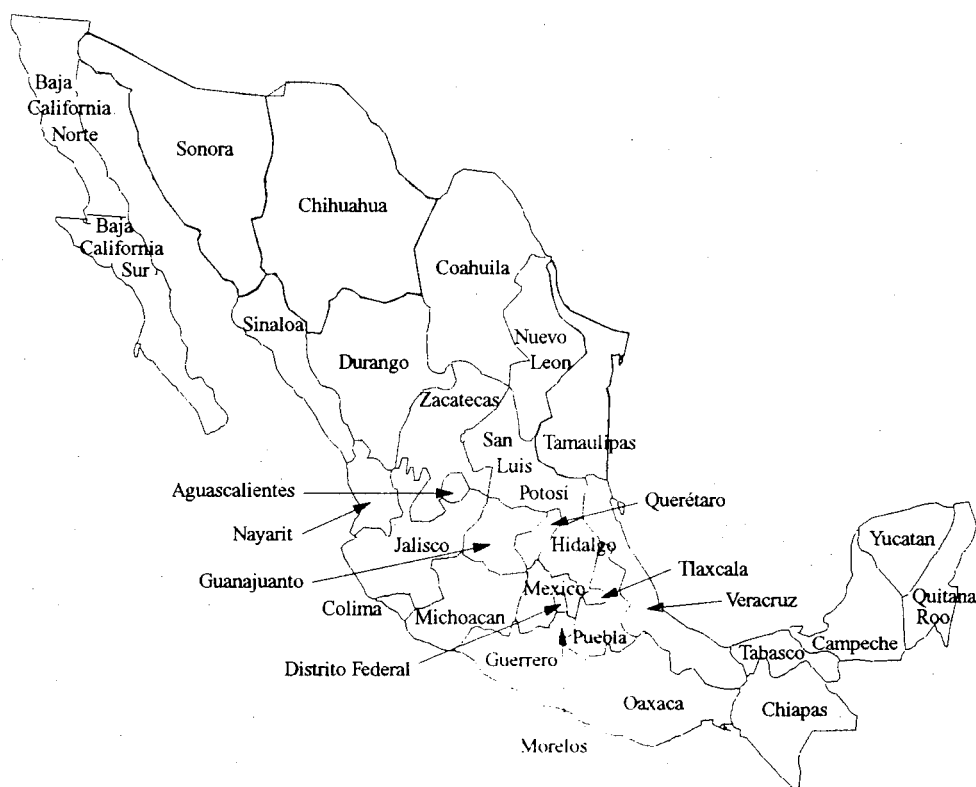 Baja
California
Norte
Sonora
Chihuahua
Baja
California
Sur
Coahuila
Sinaloa
Nuevo
Leon
Durango
Zacatecas
San
Luis
Potosi
Tamaulipas
Aguascalientes
Querétaro
Nayarit
Jalisco
Hidalgo
Yucatan
Guanajuanto
Mexico
Tlaxcala
Quitana
Roo
Colima
Michoacan
Veracruz
Puebla
Campeche
Tabasco
Distrito Federal
Guerrero
Oaxaca
Chiapas
Morelos